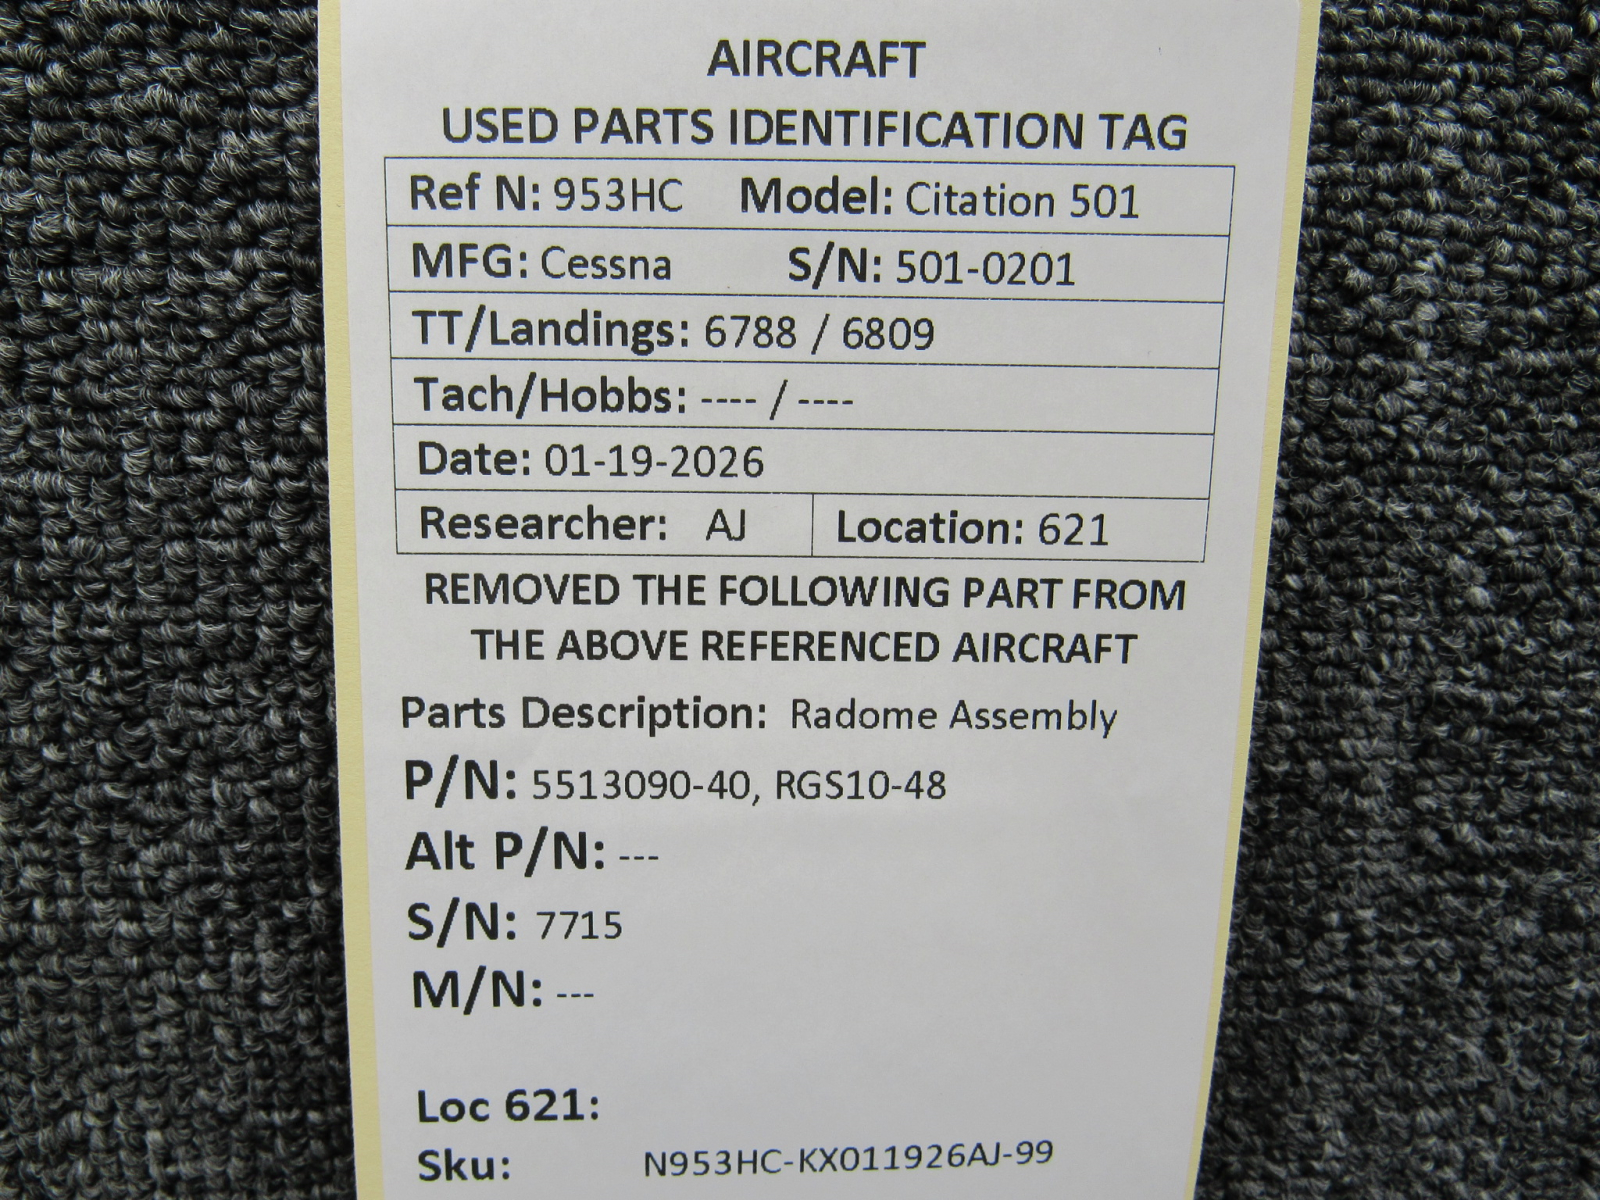 AIRCRAFT
USED PARTS IDENTIFICATION TAG
Ref N: 953HC Model: Citation 501
MFG: Cessna S/N: 501-0201
TT/Landings: 6788 / 6809
Tach/Hobbs: ---- / ----
Date: 01-19-2026
Researcher: AJ Location: 621
REMOVED THE FOLLOWING PART FROM
THE ABOVE REFERENCED AIRCRAFT
Parts Description: Radome Assembly
P/N: 5513090-40, RGS10-48
Alt P/N: ---
S/N: 7715
M/N: ---
Loc 621:
Sku: N953HC-KX011926AJ-99